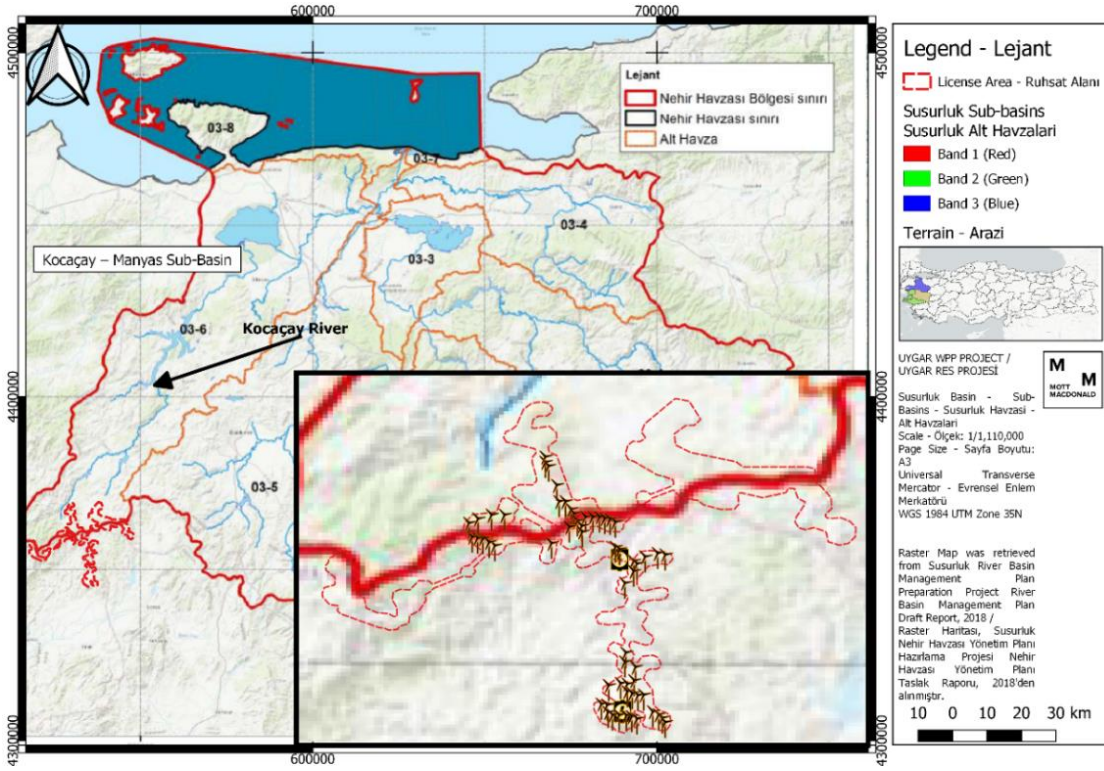 600000
700000
4500000
4500000
Lejant
Nehir Havzası Bölgesi sınırı
Nehir Havzası sınırı
Alt Havza
03-8
03-7
03-4
03-3
Kocaçay – Manyas Sub-Basin
03-6
Kocaçay River
4400000
4400000
03-5
4300000
4300000
600000
700000
Legend - Lejant
License Area - Ruhsat Alanı
Susurluk Sub-basins
Susurluk Alt Havzalari
Band 1 (Red)
Band 2 (Green)
Band 3 (Blue)
Terrain - Arazi
UYGAR WPP PROJECT /
UYGAR RES PROJESİ
M
M
MOTT
MACDONALD
Susurluk Basin - Sub-
Basins - Susurluk Havzasi -
Alt Havzalari
Scale - Ölçek: 1/1,110,000
Page Size - Sayfa Boyutu:
A3
Universal Transverse
Mercator - Evrensel Enlem
Merkatörü
WGS 1984 UTM Zone 35N
Raster Map was retrieved
from Susurluk River Basin
Management Plan
Preparation Project River
Basin Management Plan
Draft Report, 2018 /
Raster Haritası, Susurluk
Nehir Havzası Yönetim Planı
Hazırlama Projesi Nehir
Havzası Yönetim Planı
Taslak Raporu, 2018'den
alınmıştır.
10 0 10 20 30 km